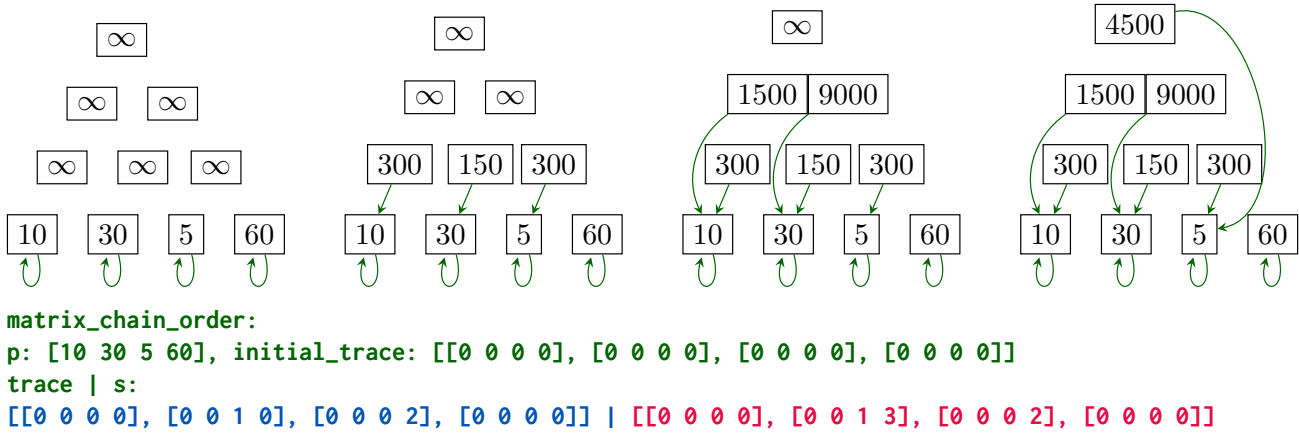 ∞ ∞ ∞ 4500
∞ ∞ ∞ ∞ 1500 9000 1500 9000
∞ ∞ ∞ 300 150 300 300 150 300 300 150 300
10 30 5 60 10 30 5 60 10 30 5 60 10 30 5 60
matrix_chain_order:
p: [10 30 5 60], initial_trace: [[0 0 0 0], [0 0 0 0], [0 0 0 0], [0 0 0 0]]
trace | s:
[[0 0 0 0], [0 0 1 0], [0 0 0 2], [0 0 0 0]] | [[0 0 0 0], [0 0 1 3], [0 0 0 2], [0 0 0 0]]